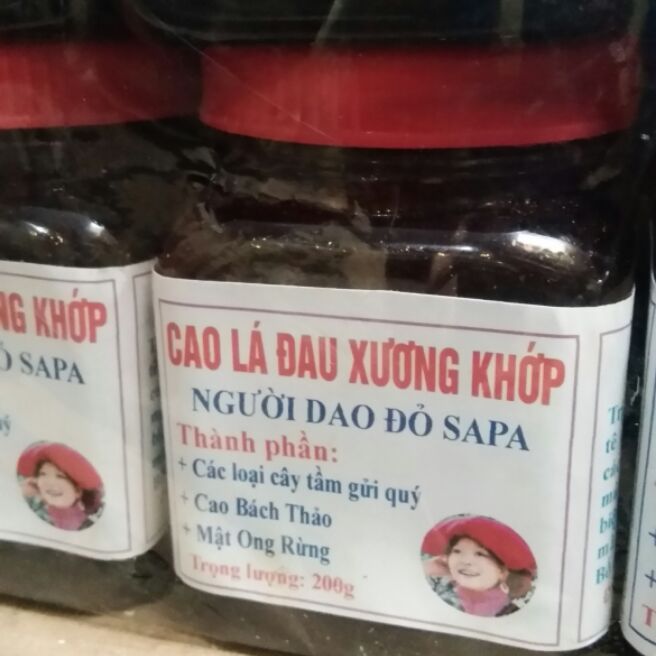 NG KHỚP
Ỏ SAPA
uý
CAO LÁ ĐAU XƯƠNG KHỚP
NGƯỜI DAO ĐỎ SAPA
Thành phần:
+ Các loại cây tầm gửi quý
+ Cao Bách Thảo
+ Mật Ong Rừng
Trọng lượng: 200g